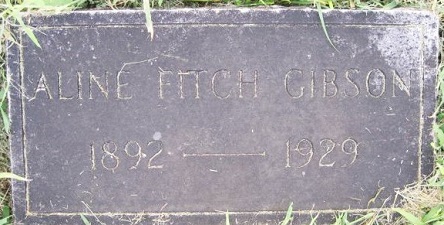 ALINE FITCH GIBSON
1892 — 1929